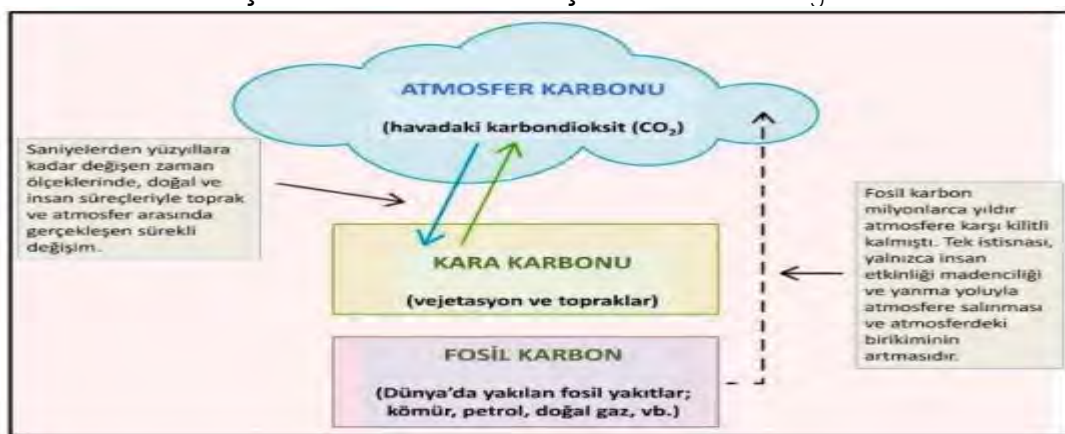 ATMOSFER KARBONU
(havadaki karbondioksit (CO₂)
Saniyelerden yüzyıllara
kadar değişen zaman
ölçeklerinde, doğal ve
insan süreçleriyle toprak
ve atmosfer arasında
gerçekleşen sürekli
değişim.
Fosil karbon
milyonlarca yıldır
atmosfere karşı kilitli
kalmıştı. Tek istisnası,
yalnızca insan
etkinliği madenciliği
ve yanma yoluyla
atmosfere salınması
ve atmosferdeki
birikiminin
artmasıdır.
KARA KARBONU
(vejetasyon ve topraklar)
FOSİL KARBON
(Dünya’da yakılan fosil yakıtlar;
kömür, petrol, doğal gaz, vb.)